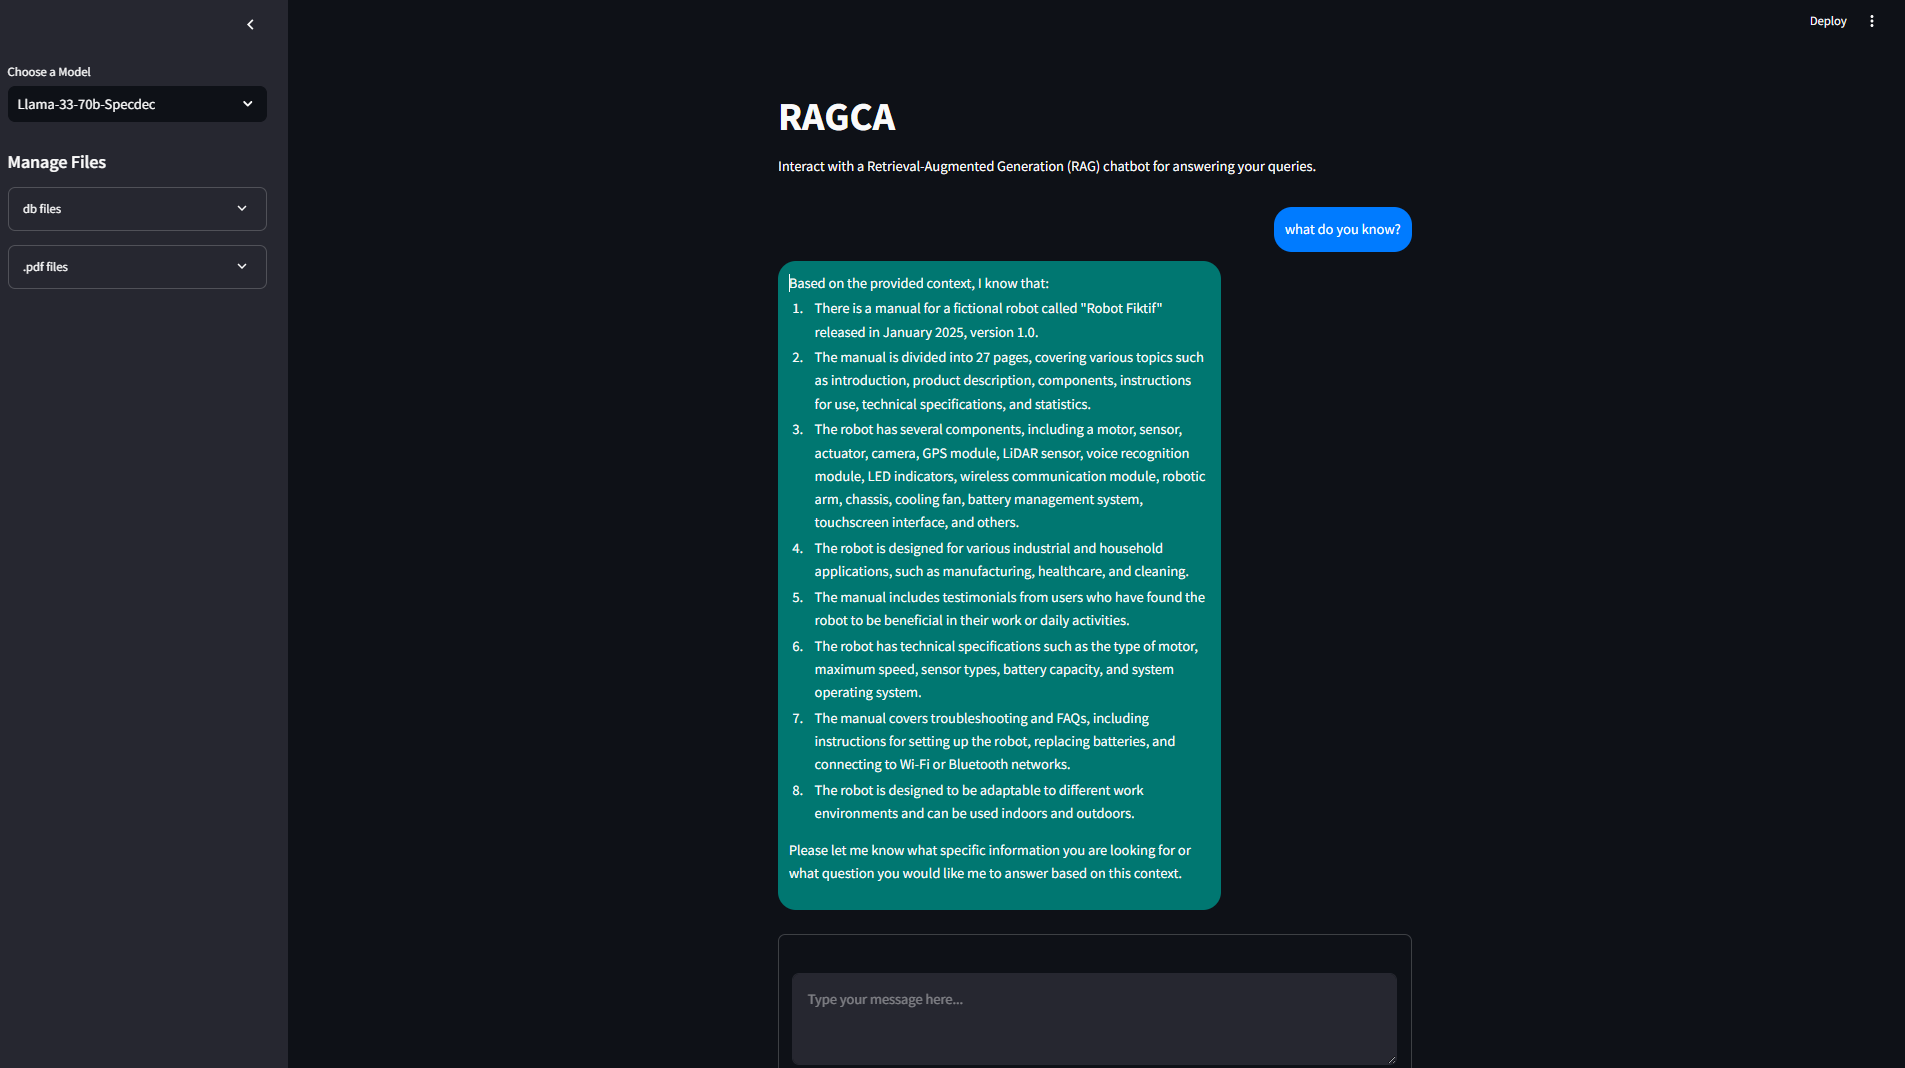 Deploy
Choose a Model
Llama-33-70b-Specdec
Manage Files
db files
.pdf files
RAGCA
Interact with a Retrieval-Augmented Generation (RAG) chatbot for answering your queries.
what do you know?
Based on the provided context, I know that:
1. There is a manual for a fictional robot called "Robot Fiktif"
released in January 2025, version 1.0.
2. The manual is divided into 27 pages, covering various topics such
as introduction, product description, components, instructions
for use, technical specifications, and statistics.
3. The robot has several components, including a motor, sensor,
actuator, camera, GPS module, LiDAR sensor, voice recognition
module, LED indicators, wireless communication module, robotic
arm, chassis, cooling fan, battery management system,
touchscreen interface, and others.
4. The robot is designed for various industrial and household
applications, such as manufacturing, healthcare, and cleaning.
5. The manual includes testimonials from users who have found the
robot to be beneficial in their work or daily activities.
6. The robot has technical specifications such as the type of motor,
maximum speed, sensor types, battery capacity, and system
operating system.
7. The manual covers troubleshooting and FAQs, including
instructions for setting up the robot, replacing batteries, and
connecting to Wi-Fi or Bluetooth networks.
8. The robot is designed to be adaptable to different work
environments and can be used indoors and outdoors.
Please let me know what specific information you are looking for or
what question you would like me to answer based on this context.
Type your message here...